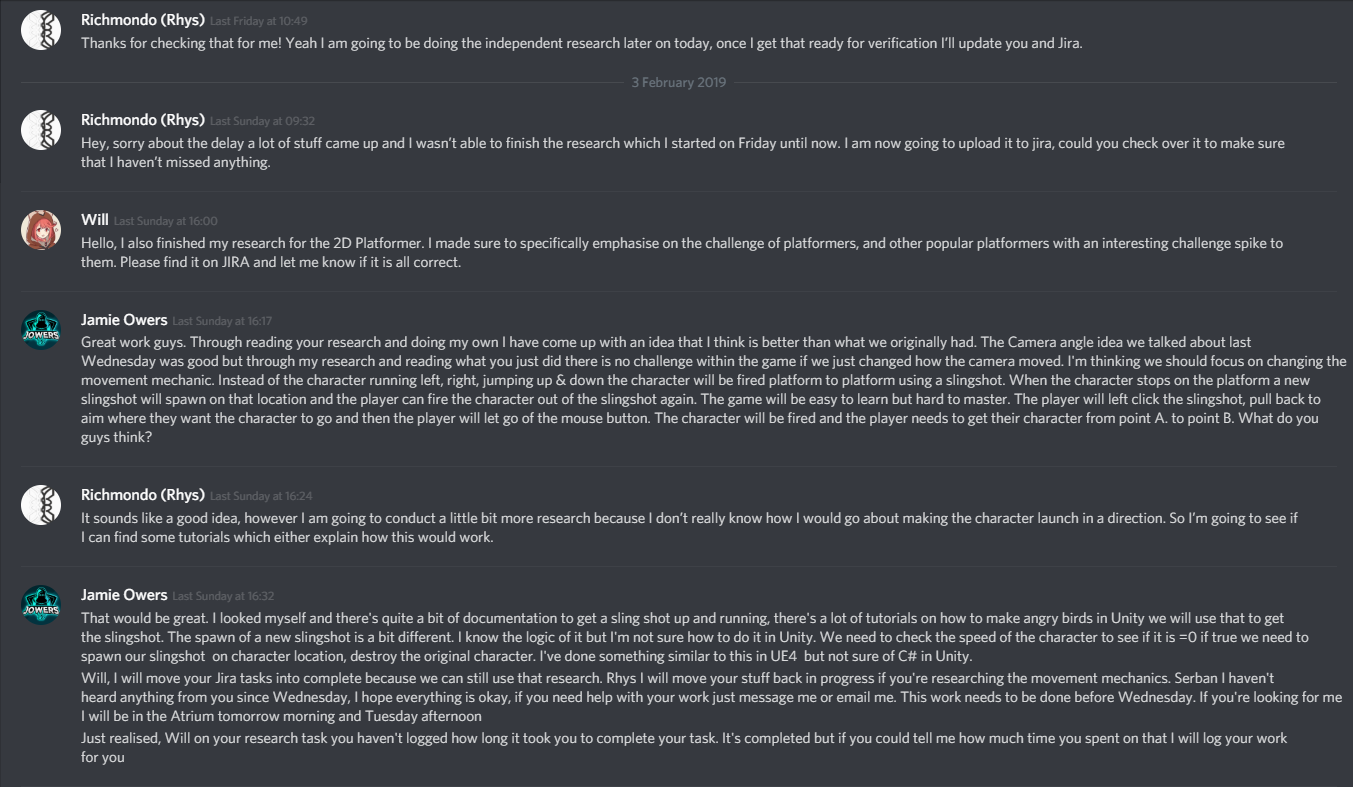 Richmondo (Rhys) Last Friday at 10:49
Thanks for checking that for me! Yeah I am going to be doing the independent research later on today, once I get that ready for verification I'll update you and Jira.
3 February 2019
Richmondo (Rhys) Last Sunday at 09:32
Hey, sorry about the delay a lot of stuff came up and I wasn't able to finish the research which I started on Friday until now. I am now going to upload it to jira, could you check over it to make sure
that I haven't missed anything.
Will Last Sunday at 16:00
Hello, I also finished my research for the 2D Platformer. I made sure to specifically emphasise on the challenge of platformers, and other popular platformers with an interesting challenge spike to
them. Please find it on JIRA and let me know if it is all correct.
JOWERS
Jamie Owers Last Sunday at 16:17
Great work guys. Through reading your research and doing my own I have come up with an idea that I think is better than what we originally had. The Camera angle idea we talked about last
Wednesday was good but through my research and reading what you just did there is no challenge within the game if we just changed how the camera moved. I'm thinking we should focus on changing the
movement mechanic. Instead of the character running left, right, jumping up & down the character will be fired platform to platform using a slingshot. When the character stops on the platform a new
slingshot will spawn on that location and the player can fire the character out of the slingshot again. The game will be easy to learn but hard to master. The player will left click the slingshot, pull back to
aim where they want the character to go and then the player will let go of the mouse button. The character will be fired and the player needs to get their character from point A. to point B. What do you
guys think?
Richmondo (Rhys) Last Sunday at 16:24
It sounds like a good idea, however I am going to conduct a little bit more research because I don't really know how I would go about making the character launch in a direction. So I'm going to see if
I can find some tutorials which either explain how this would work.
JOWERS
Jamie Owers Last Sunday at 16:32
That would be great. I looked myself and there's quite a bit of documentation to get a sling shot up and running, there's a lot of tutorials on how to make angry birds in Unity we will use that to get
the slingshot. The spawn of a new slingshot is a bit different. I know the logic of it but I'm not sure how to do it in Unity. We need to check the speed of the character to see if it is =0 if true we need to
spawn our slingshot  on character location, destroy the original character. I've done something similar to this in UE4  but not sure of C# in Unity.
Will, I will move your Jira tasks into complete because we can still use that research. Rhys I will move your stuff back in progress if you're researching the movement mechanics. Serban I haven't
heard anything from you since Wednesday, I hope everything is okay, if you need help with your work just message me or email me. This work needs to be done before Wednesday. If you're looking for me
I will be in the Atrium tomorrow morning and Tuesday afternoon
Just realised, Will on your research task you haven't logged how long it took you to complete your task. It's completed but if you could tell me how much time you spent on that I will log your work
for you